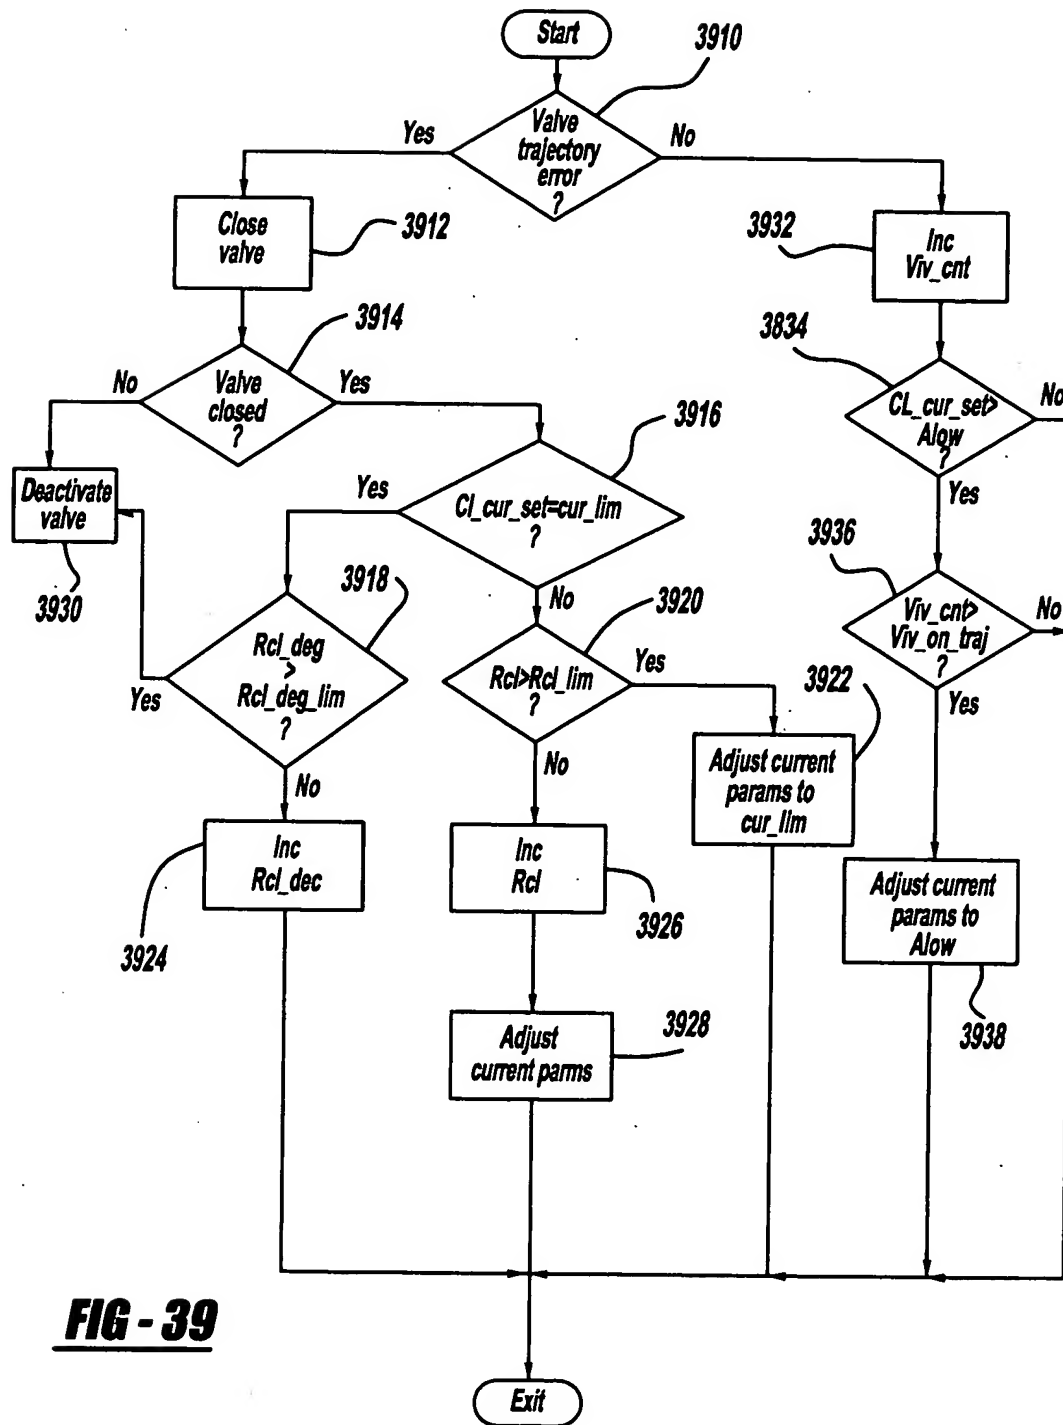 Start
3910
Valve
trajectory
error
?
Yes
No
Close
valve
3912
3932
Inc
Viv_cnt
3914
3834
Valve
closed
?
No
Yes
CL_cur_set>
Alow
?
No
Yes
3916
Cl_cur_set=cur_lim
?
Yes
No
Deactivate
valve
3930
3936
Viv_cnt>
Viv_on_traj
?
No
Yes
3918
Rcl_deg
>
Rcl_deg_lim
?
Yes
No
3920
Rcl>Rcl_lim
?
Yes
No
3922
Adjust current
params to
cur_lim
Inc
Rcl_dec
3924
Inc
Rcl
3926
Adjust current
params to
Alow
3938
Adjust
current parms
3928
FIG - 39
Exit